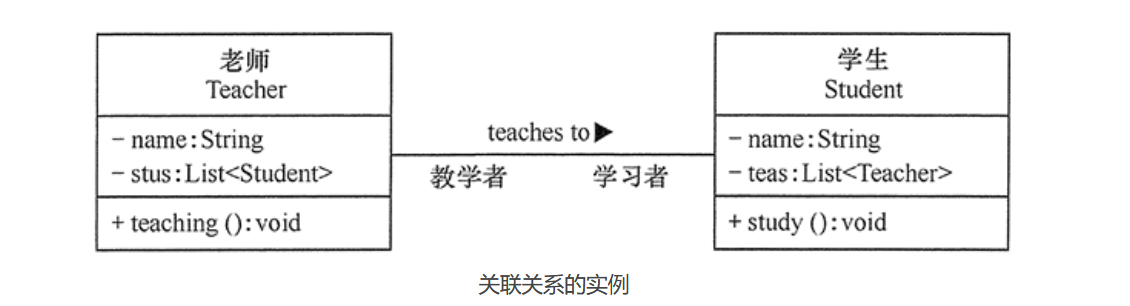 老师
Teacher
- name:String
- stus:List<Student>
+ teaching ():void
teaches to▶
教学者
学习者
学生
Student
- name:String
- teas:List<Teacher>
+ study ():void
关联关系的实例